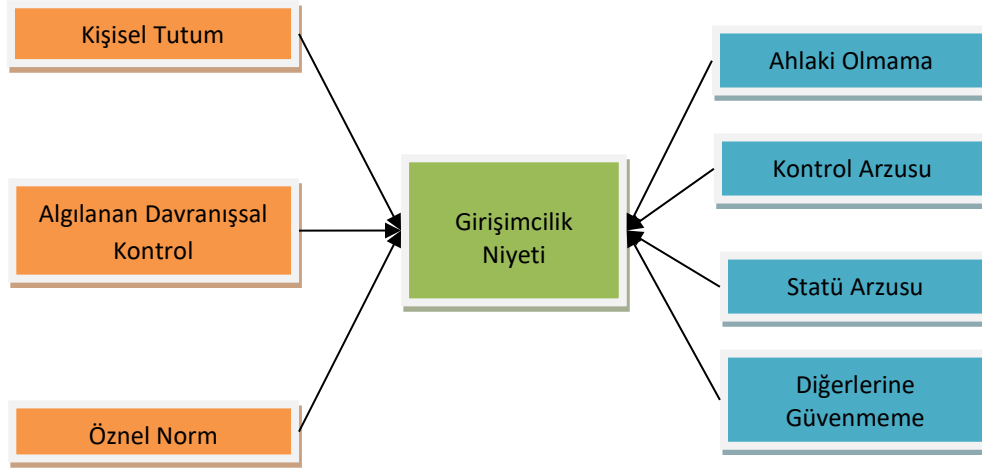 Kişisel Tutum
Algılanan Davranışsal
Kontrol
Öznel Norm
Girişimcilik
Niyeti
Ahlaki Olmama
Kontrol Arzusu
Statü Arzusu
Diğerlerine
Güvenmeme